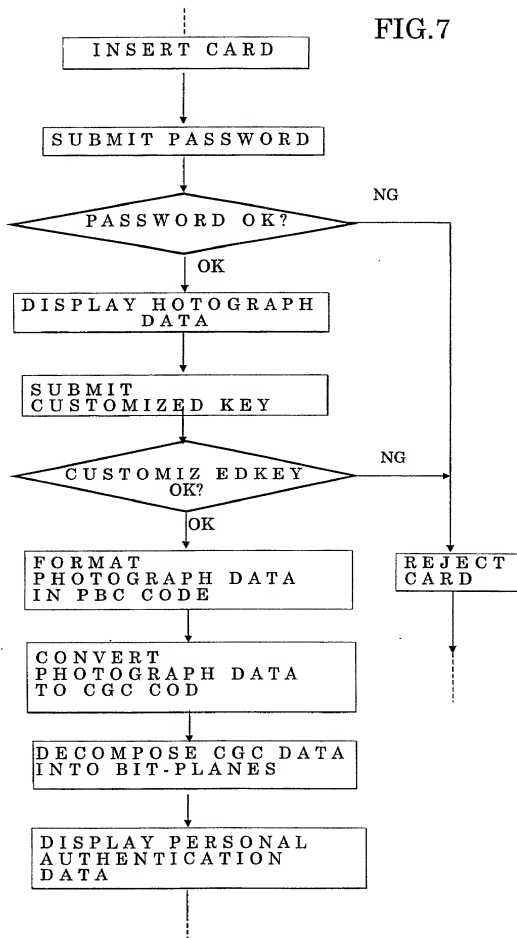 FIG.7
INSERT CARD
SUBMIT PASSWORD
PASSWORD OK?
NG
OK
DISPLAY HOTOGRAPH
DATA
SUBMIT
CUSTOMIZED KEY
CUSTOMIZ EDKEY
OK?
NG
OK
FORMAT
PHOTOGRAPH DATA
IN PBC CODE
REJECT
CARD
CONVERT
PHOTOGRAPH DATA
TO CGC COD
DECOMPOSE CGC DATA
INTO BIT-PLANES
DISPLAY PERSONAL
AUTHENTICATION
DATA